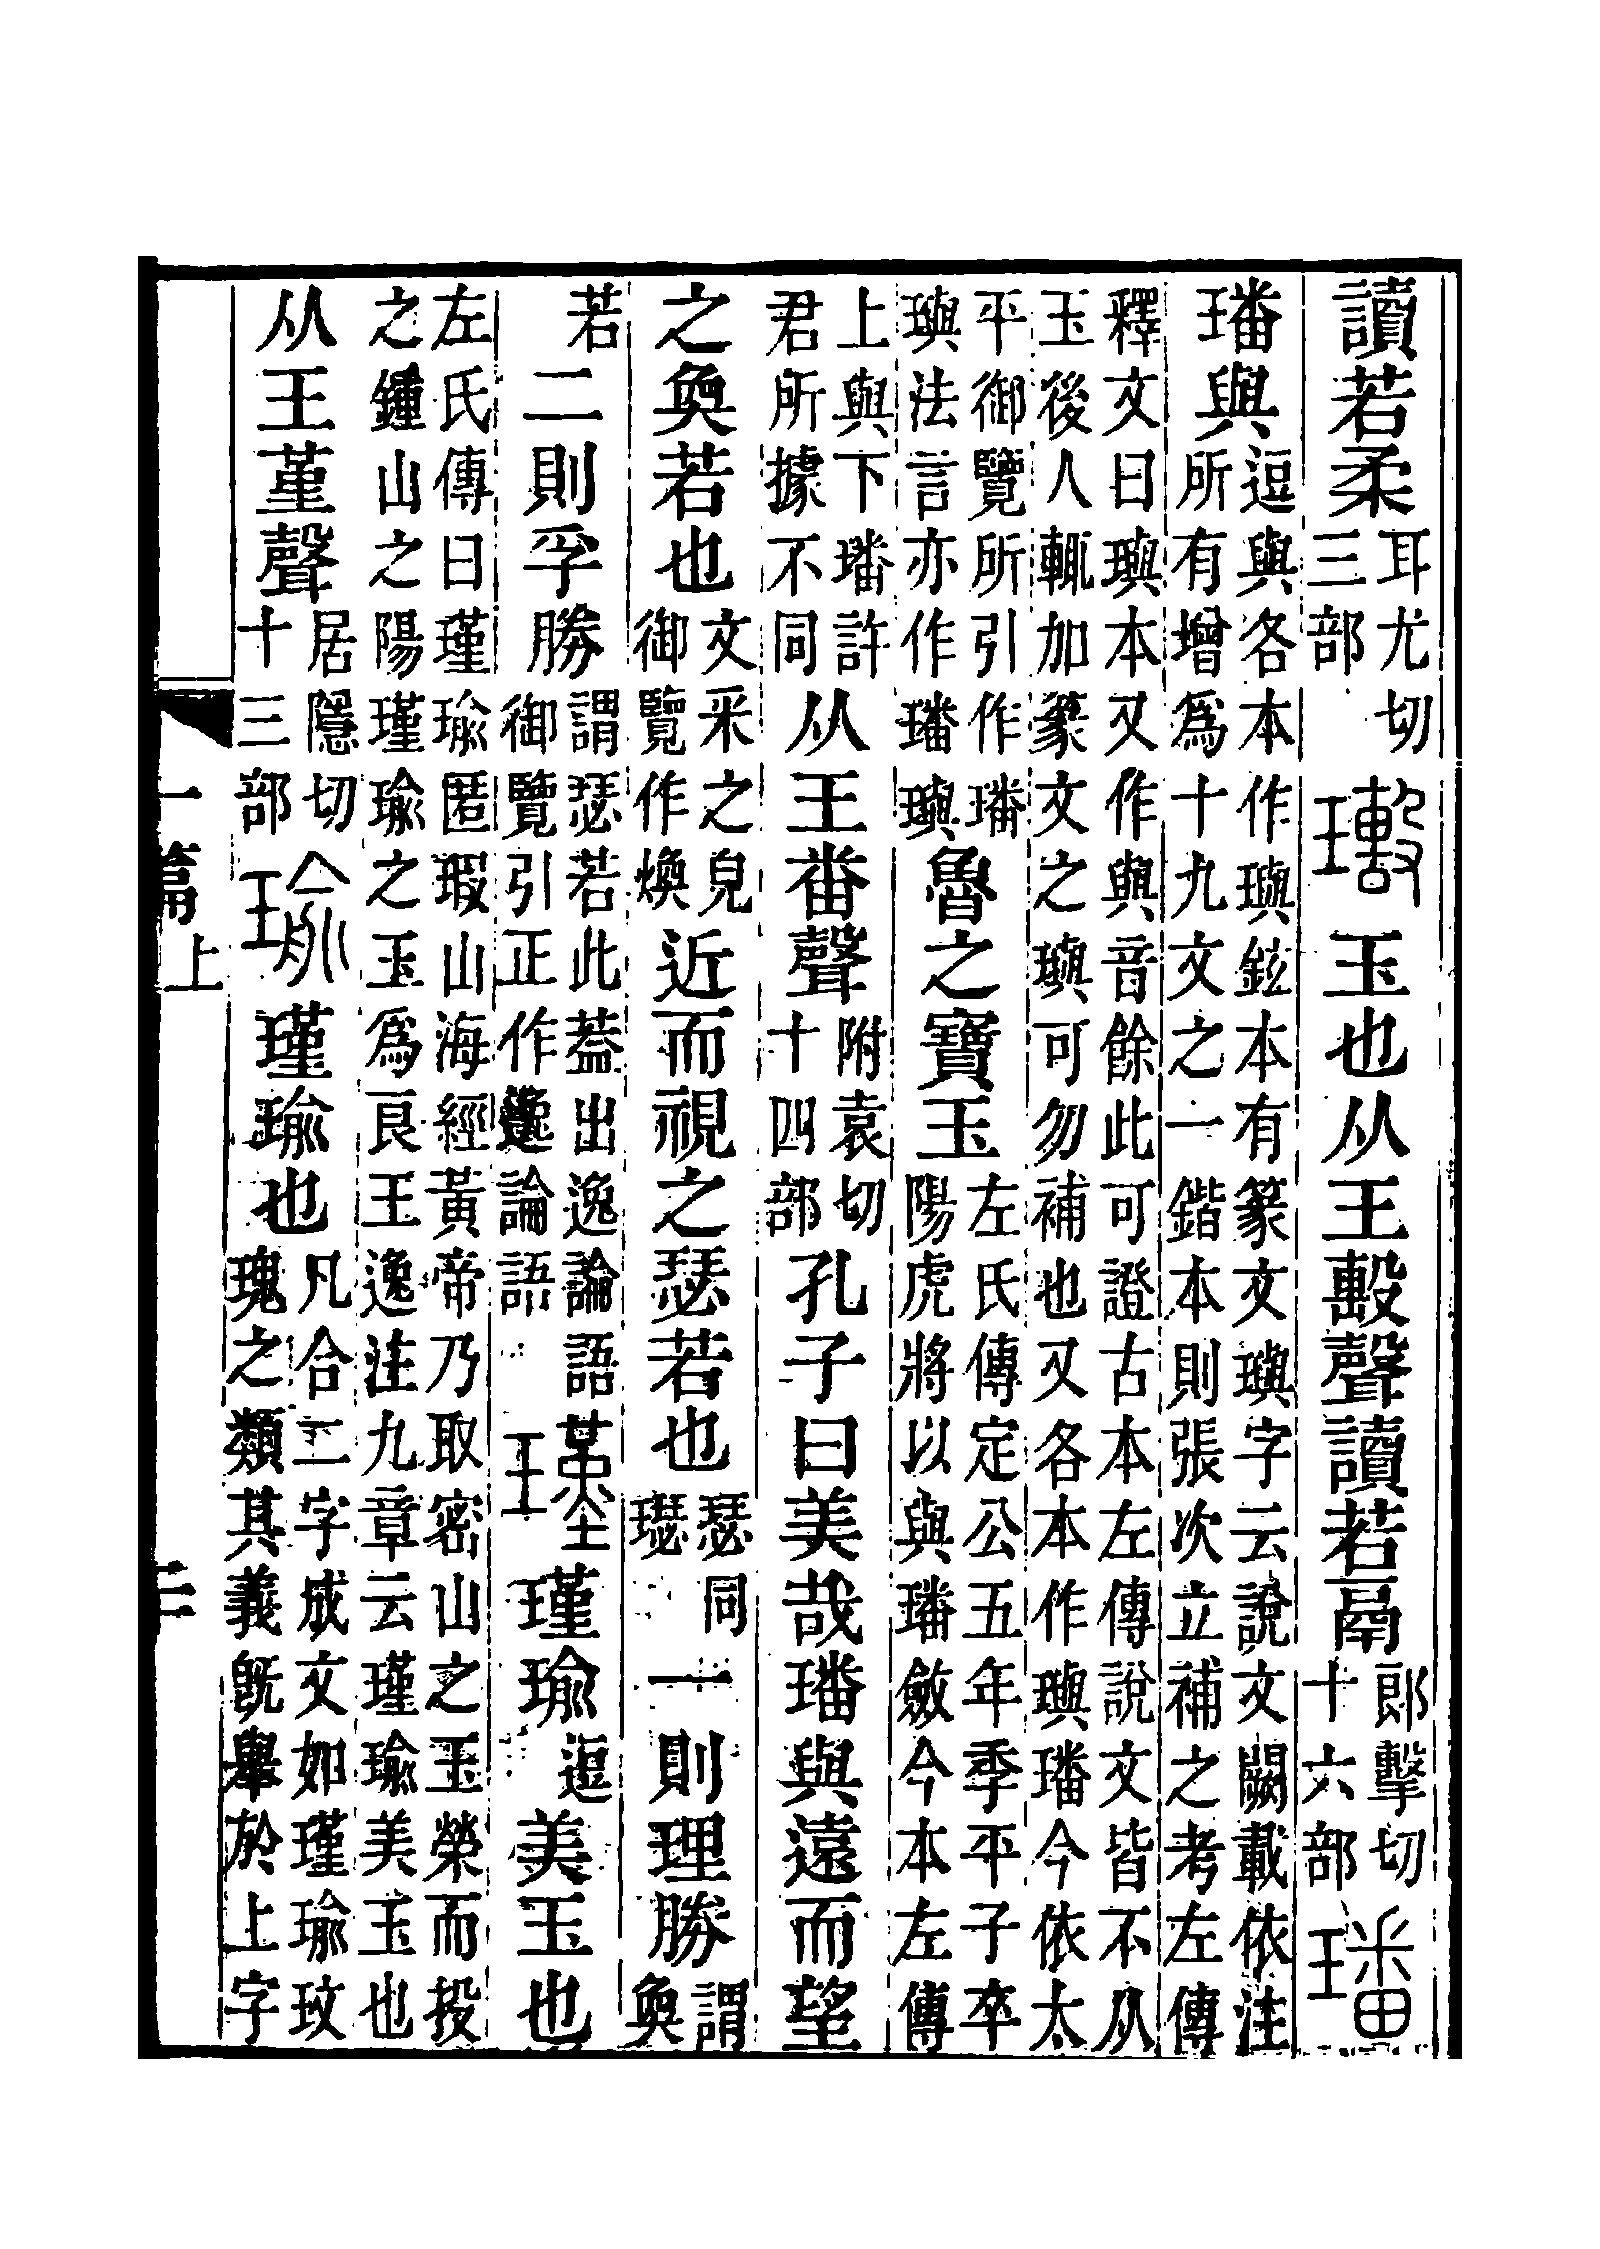 讀若柔耳尤切三部玉也从王毄聲讀若鬲郎擊切十六部璠
璠與逗與各本作璵鉉本有篆文璵字云說文闕載依注所有增爲十九文之一鍇本則張次立補之考左傳
釋文曰璵本又作與音餘此可證古本左傳說文皆不从玉後人輒加篆文之璵可勿補也又各本作璵璠今依太
平御覽所引作璠璵法言亦作璠璵魯之寶玉左氏傳定公五年季平子卒陽虎將以與璠斂今本左傳
上與下璠許君所據不同从王番聲附袁切十四部孔子曰美哉璠與遠而望
之奐若也文采之皃御覽作煥近而視之瑟若也瑟同璱一則理勝謂奐
若二則孚勝謂瑟若此葢出逸論語御覽引正作逸論語瑾瑾瑜逗美玉也
左氏傳曰瑾瑜匿瑕山海經黃帝乃取密山之玉榮而投之鍾山之陽瑾瑜之玉爲良王逸注九章云瑾瑜美玉也
从王堇聲居隱切十三部瑜瑾瑜也凡合二字成文如瑾瑜玫瑰之類其義旣舉於上字
一篇上